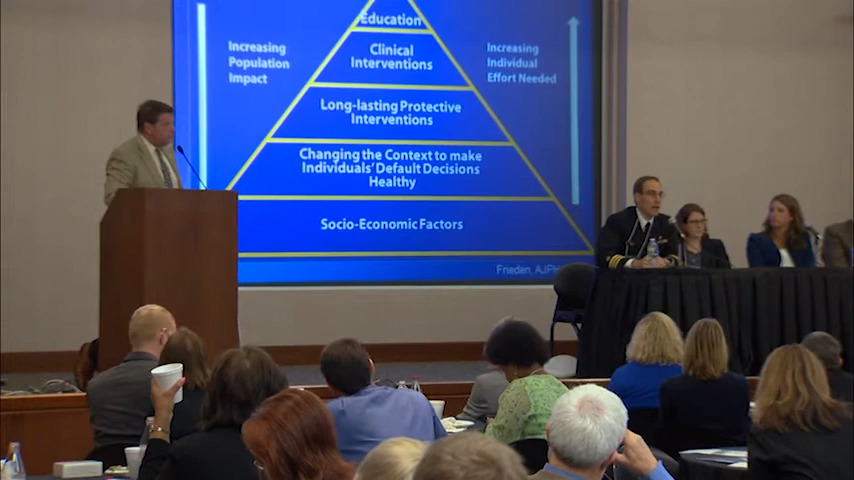 Education
Clinical
Interventions
Increasing
Population
Impact
Increasing
Individual
Effort Needed
Long-lasting Protective
Interventions
Changing the Context to make
Individuals' Default Decisions
Healthy
Socio-Economic Factors
Frieden, AJPH